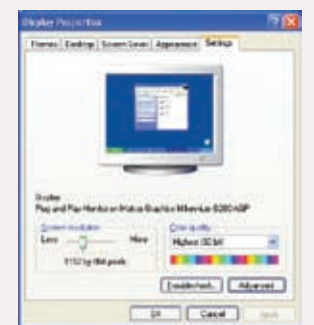 Display Properties
Themes Desktop Screen Saver Appearance Settings
Display:
Plug and Play Monitor on Matrox Graphics Millennium G200 AGP
Screen resolution
Color quality
Less More
Highest (32 bit)
1152 by 864 pixels
Troubleshoot... Advanced
OK Cancel Apply